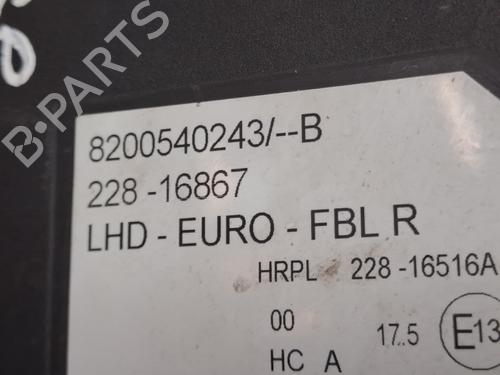 8200540243/--B
228 -16867
LHD - EURO - FBL R
HRPL 228 -16516A
00
17.5 E13
HC A
B PARTS